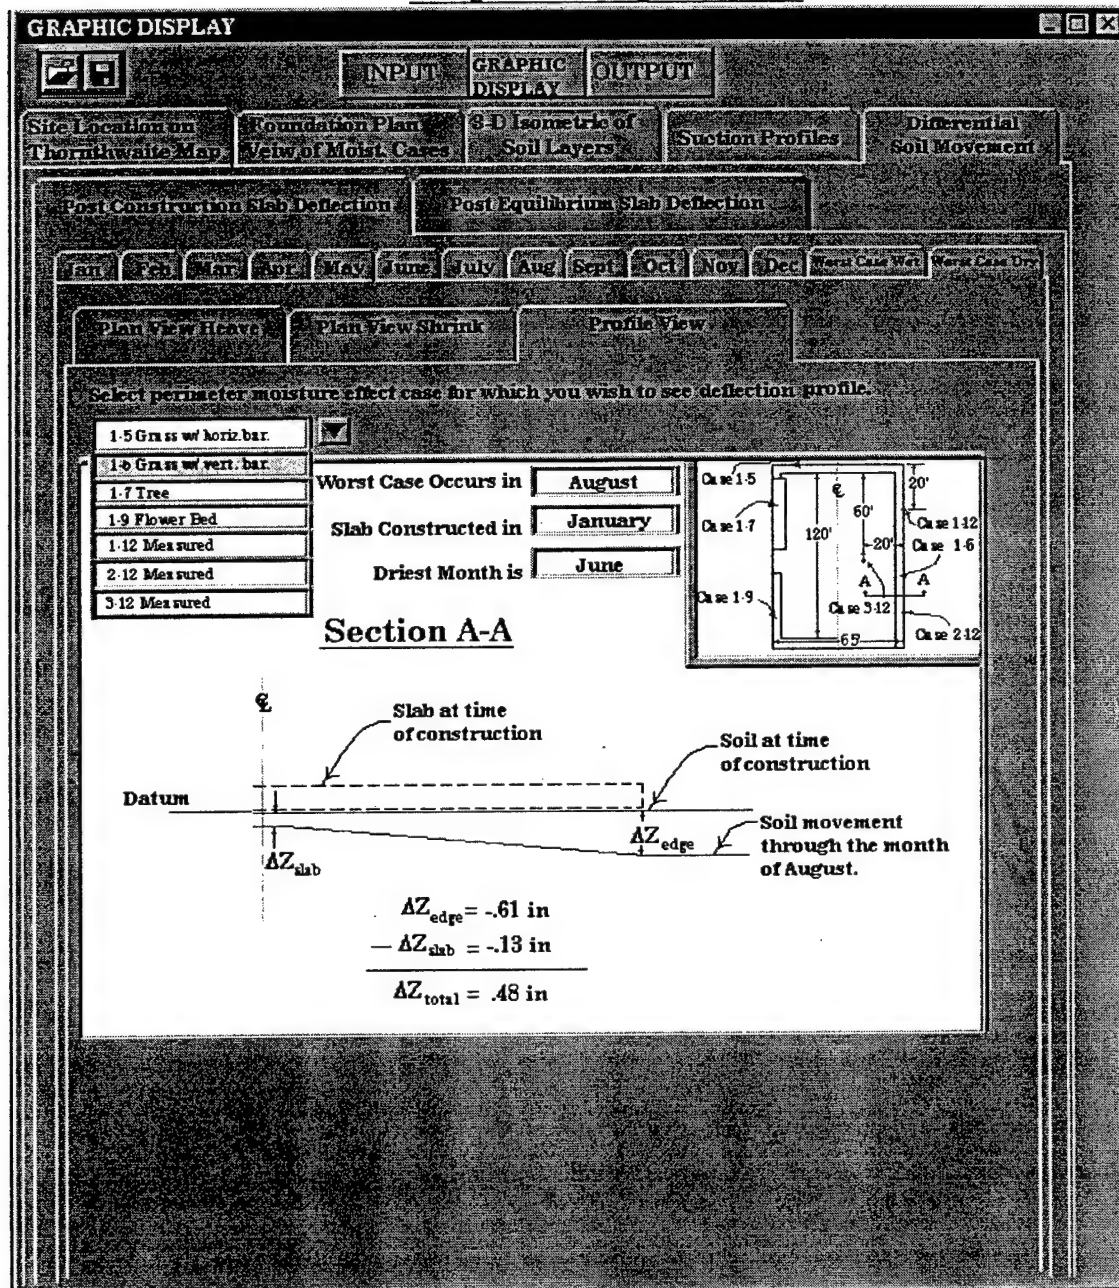 GRAPHIC DISPLAY
INPUT
GRAPHIC
DISPLAY
OUTPUT
Site Location on
Thornthwaite Map
Foundation Plan
Veiw of Moist. Cases
3-D Isometric of
Soil Layers
Suction Profiles
Differential
Soil Movement
Post Construction Slab Deflection
Post Equilibrium Slab Deflection
Jan
Feb
Mar
Apr
May
June
July
Aug
Sept
Oct
Nov
Dec
Worst Case Wet
Worst Case Dry
Plan View Heave
Plan View Shrink
Profile View
Select perimeter moisture effect case for which you wish to see deflection profile.
1-5 Grass w/ horiz.bar.
1-6 Grass w/ vert. bar.
1-7 Tree
1-9 Flower Bed
1-12 Measured
2-12 Measured
3-12 Measured
Worst Case Occurs in August
Slab Constructed in January
Driest Month is June
Case 1-5
Case 1-7
Case 1-9
℄
120'
60'
20'
20'
Case 1-12
Case 1-6
A A
Case 3-12
Case 2-12
65'
Section A-A
℄
Slab at time
of construction
Soil at time
of construction
Datum
ΔZslab
ΔZedge
Soil movement
through the month
of August.
ΔZedge = -.61 in
— ΔZslab = -.13 in
ΔZtotal = .48 in